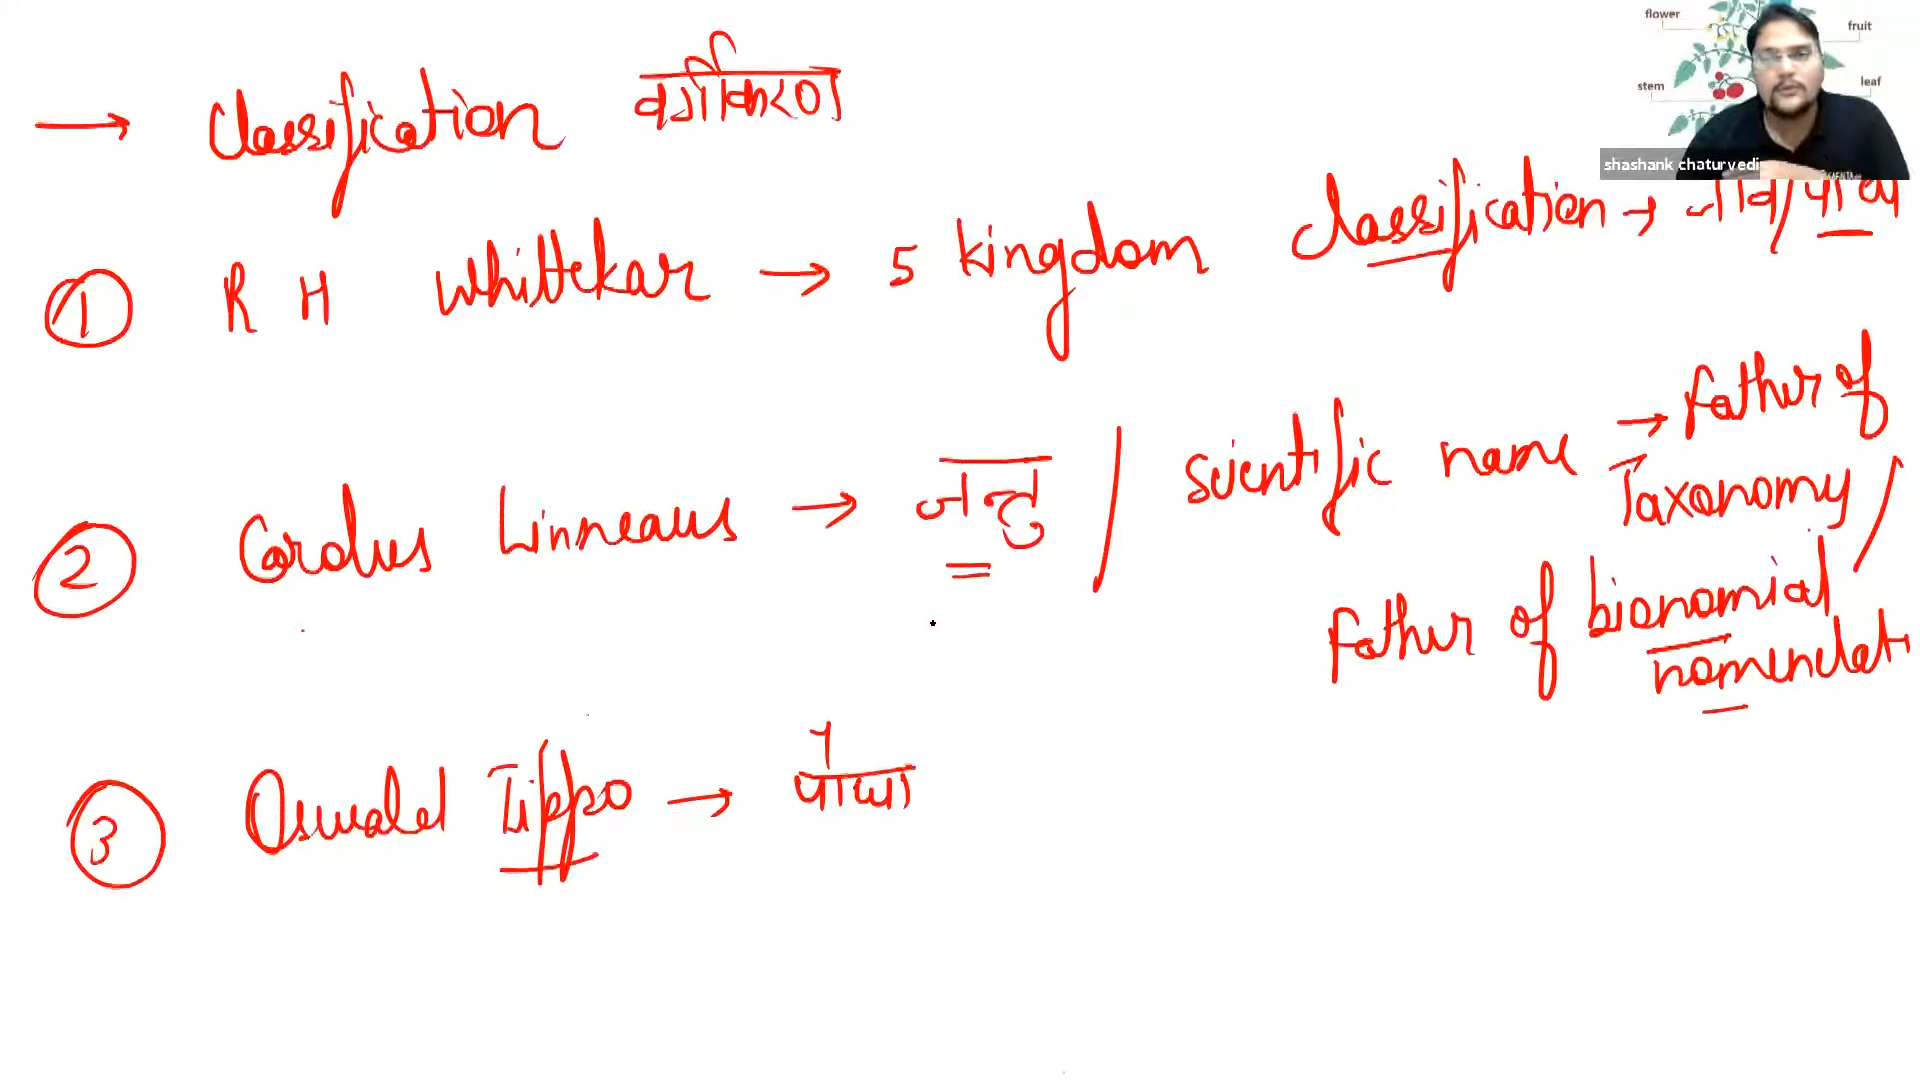 flower
fruit
stem
leaf
shashank chaturvedi
→ Classification वर्गीकरण
① R H Whittekar → 5 kingdom Classification →
② Carolus Linneaus → जन्तु / scientific name → Father of Taxonomy /
Father of bionomial nomenclati
③ Oswald Tippo →